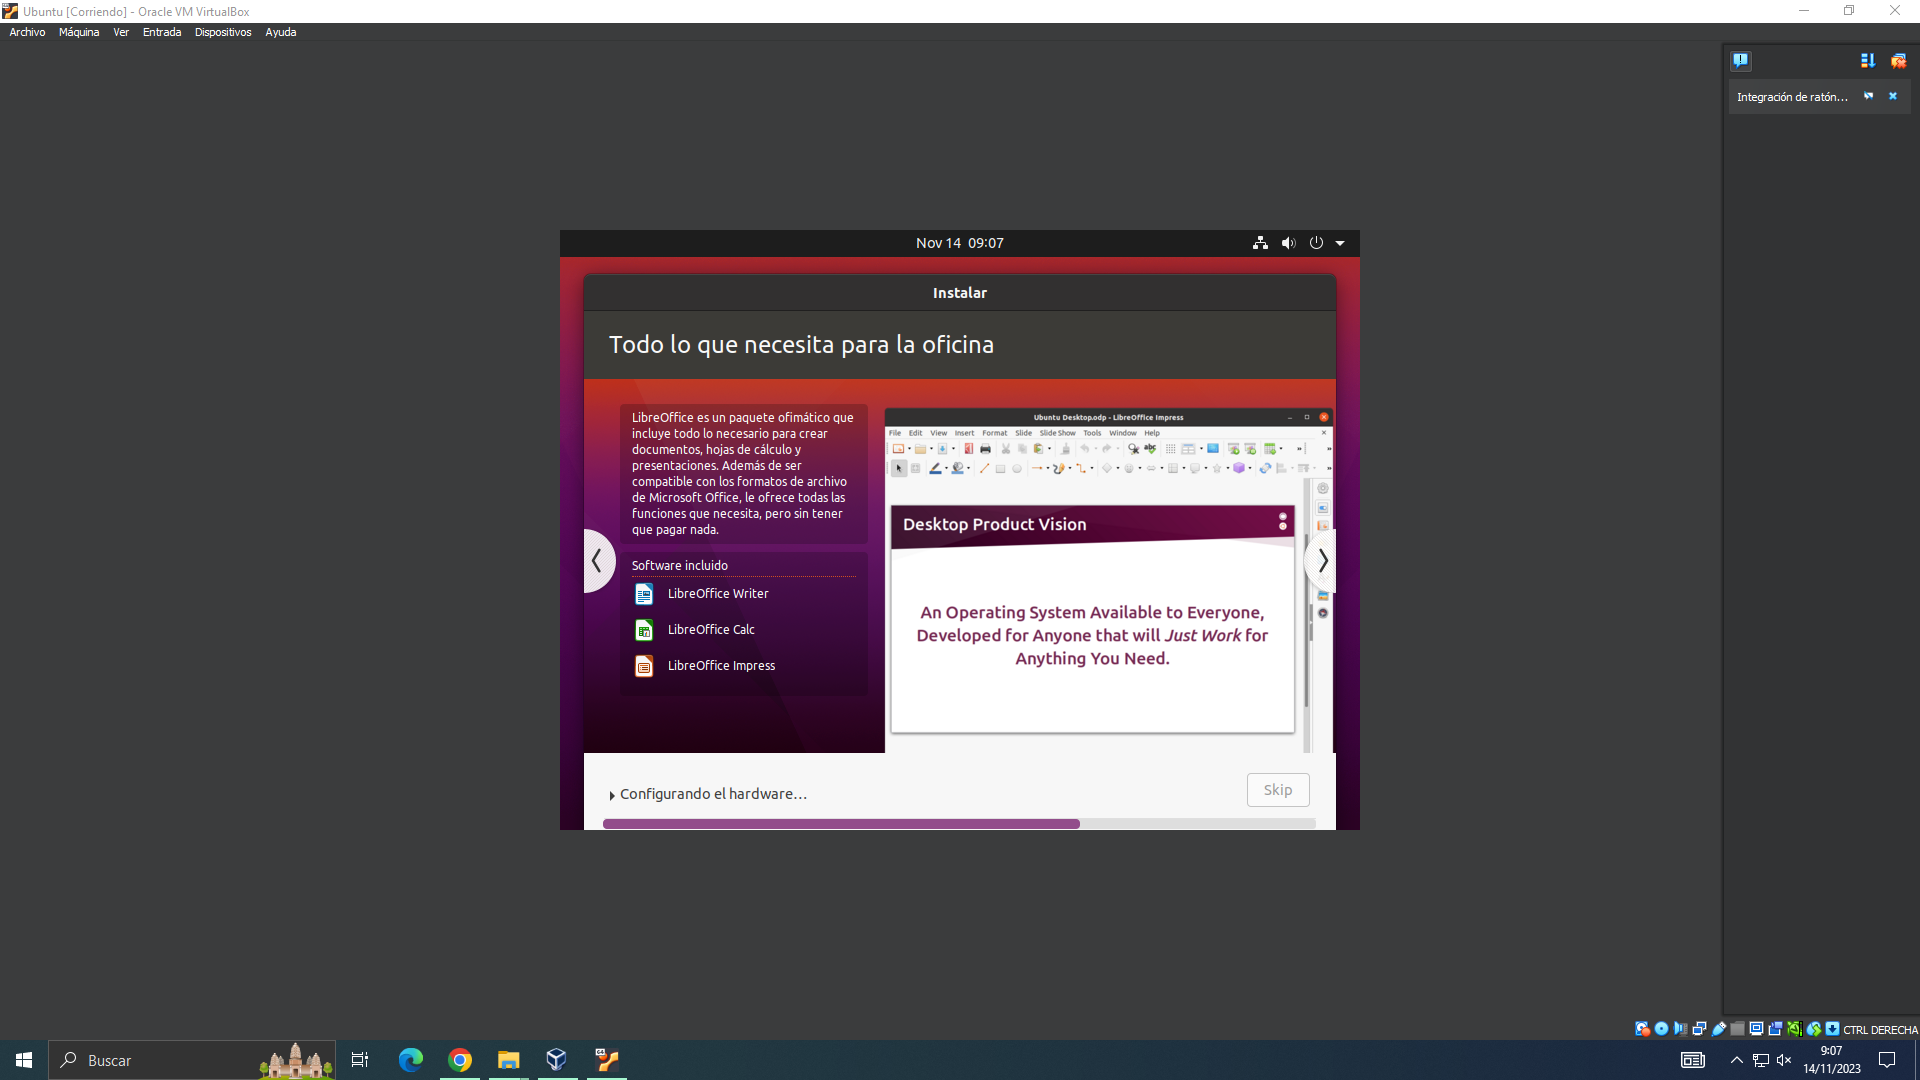 Ubuntu [Corriendo] - Oracle VM VirtualBox
Archivo Máquina Ver Entrada Dispositivos Ayuda
Integración de ratón...
Nov 14 09:07
Instalar
Todo lo que necesita para la oficina
LibreOffice es un paquete ofimático que
incluye todo lo necesario para crear
documentos, hojas de cálculo y
presentaciones. Además de ser
compatible con los formatos de archivo
de Microsoft Office, le ofrece todas las
funciones que necesita, pero sin tener
que pagar nada.
Software incluido
LibreOffice Writer
LibreOffice Calc
LibreOffice Impress
Ubuntu Desktop.odp - LibreOffice Impress
File Edit View Insert Format Slide Slide Show Tools Window Help
Desktop Product Vision
An Operating System Available to Everyone,
Developed for Anyone that will Just Work for
Anything You Need.
Configurando el hardware...
Skip
CTRL DERECHA
Buscar
9:07
14/11/2023